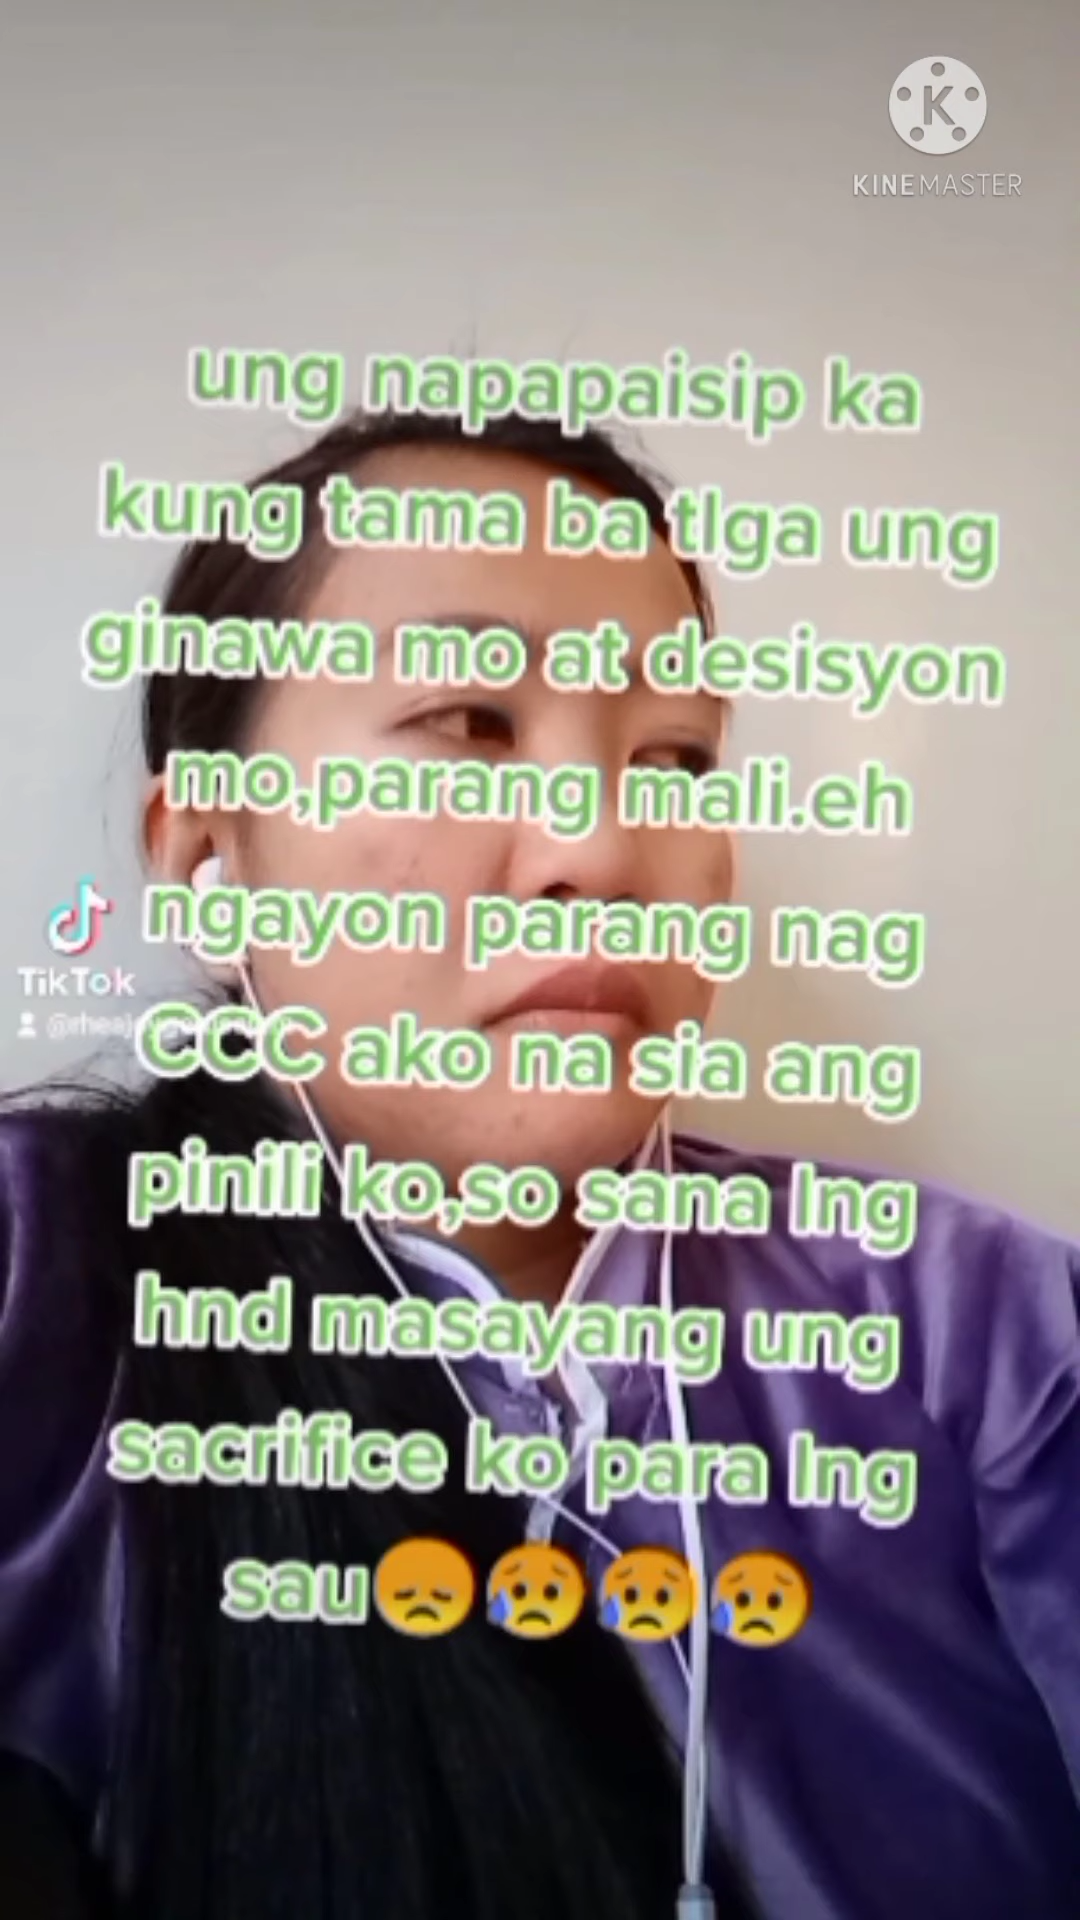 KINEMASTER
ung napapaisip ka
kung tama ba tlga ung
ginawa mo at desisyon
mo,parang mali.eh
ngayon parang nag
CCC ako na sia ang
pinili ko,so sana lng
hnd masayang ung
sacrifice ko para lng
sau😞😥😥😥
TikTok